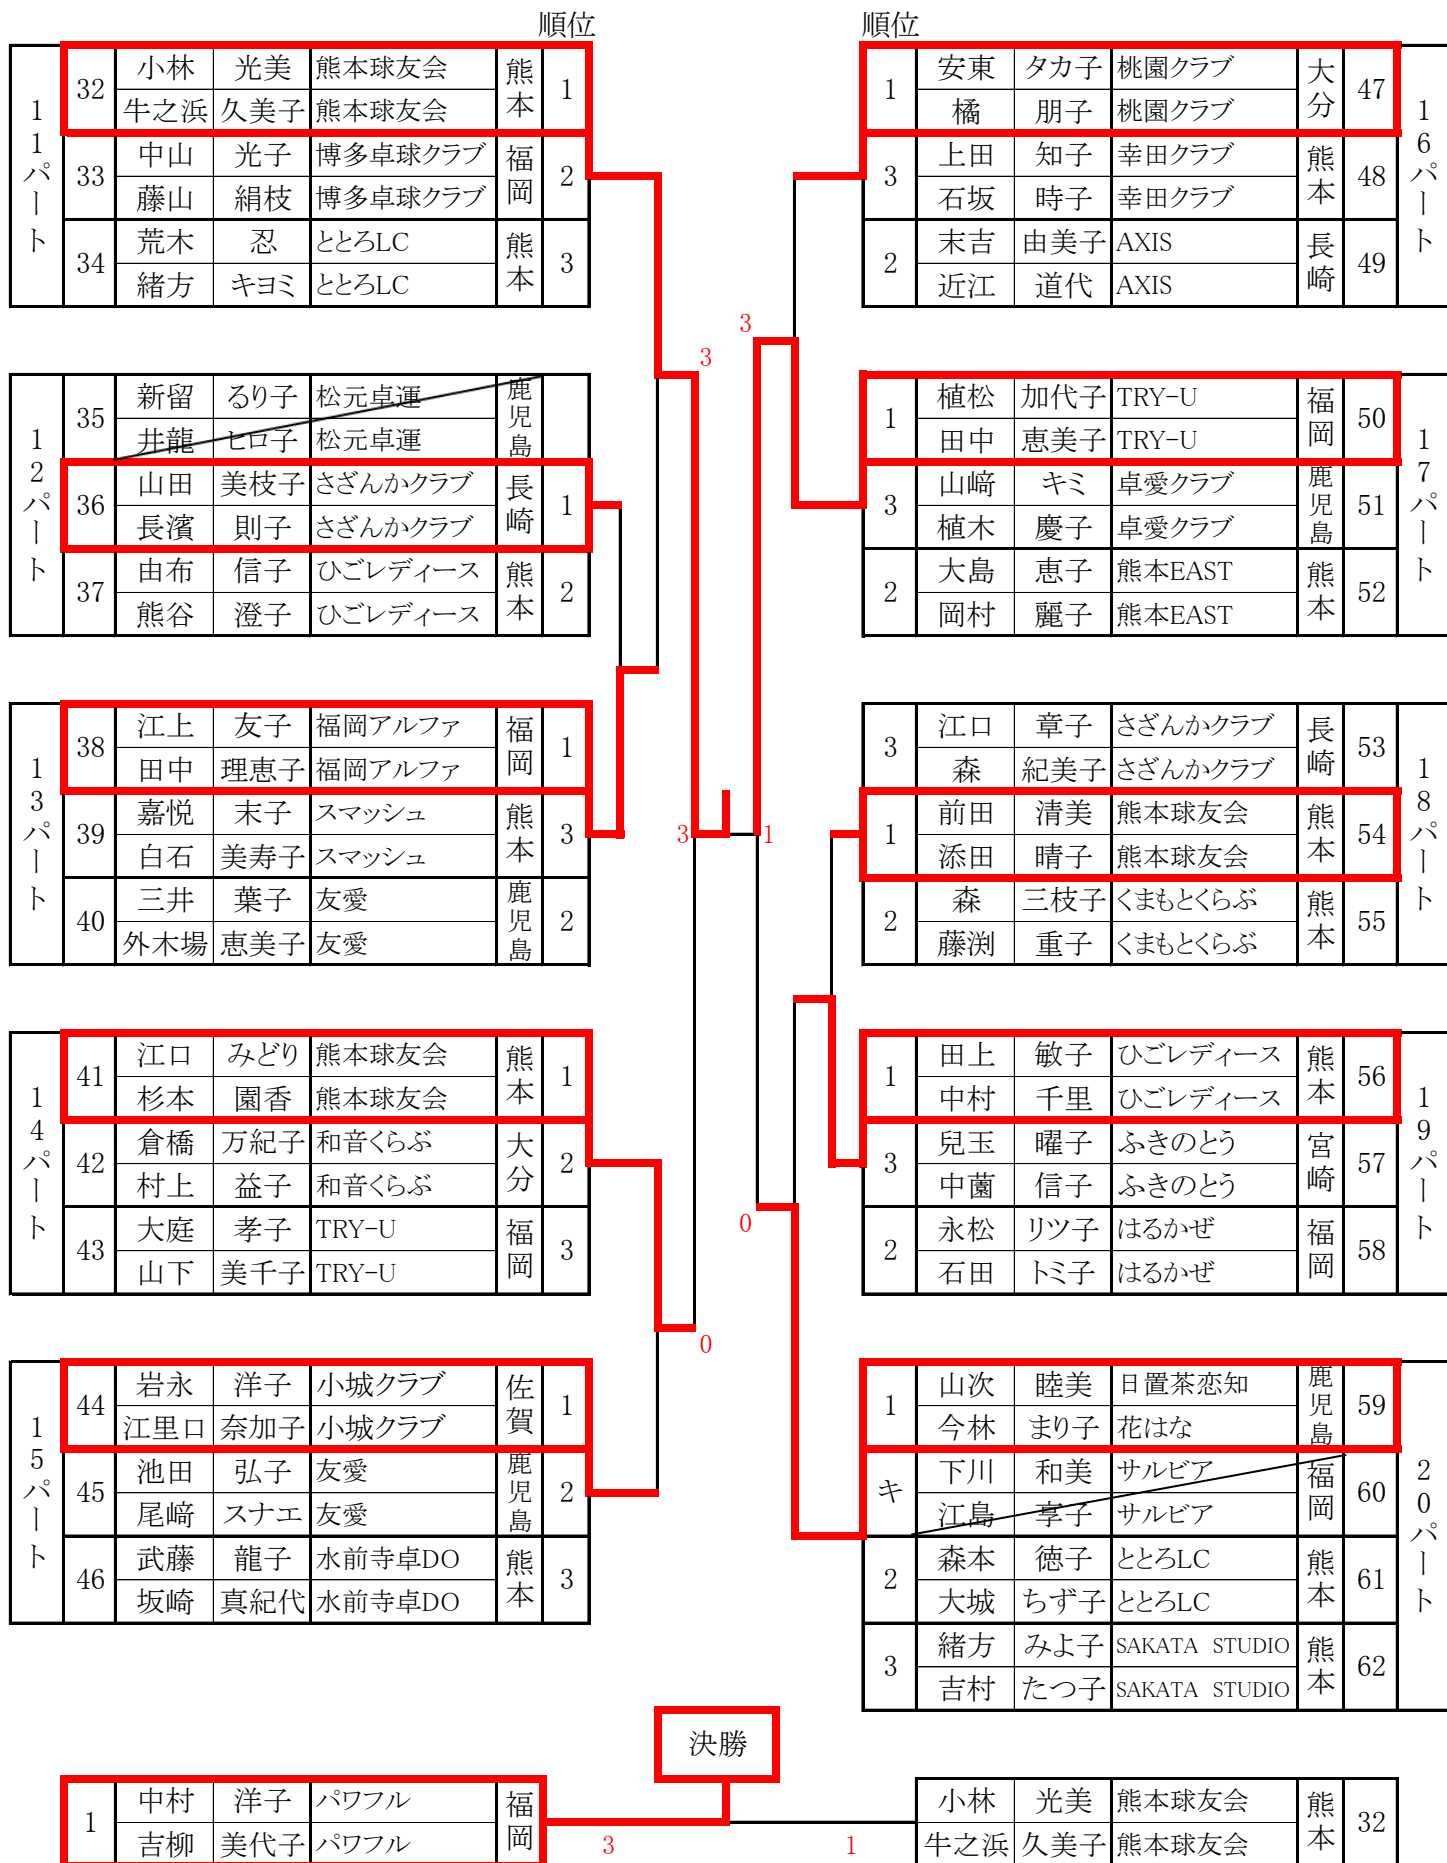 順位
11パート
32 小林 光美 熊本球友会 熊本 1
牛之浜 久美子 熊本球友会
33 中山 光子 博多卓球クラブ 福岡 2
藤山 絹枝 博多卓球クラブ
34 荒木 忍 ととろLC 熊本 3
緒方 キヨミ ととろLC
12パート
35 新留 るり子 松元卓運 鹿児島
井龍 ヒロ子 松元卓運
36 山田 美枝子 さざんかクラブ 長崎 1
長濱 則子 さざんかクラブ
37 由布 信子 ひごレディース 熊本 2
熊谷 澄子 ひごレディース
13パート
38 江上 友子 福岡アルファ 福岡 1
田中 理恵子 福岡アルファ
39 嘉悦 末子 スマッシュ 熊本 3
白石 美寿子 スマッシュ
40 三井 葉子 友愛 鹿児島 2
外木場 恵美子 友愛
14パート
41 江口 みどり 熊本球友会 熊本 1
杉本 園香 熊本球友会
42 倉橋 万紀子 和音くらぶ 大分 2
村上 益子 和音くらぶ
43 大庭 孝子 TRY-U 福岡 3
山下 美千子 TRY-U
15パート
44 岩永 洋子 小城クラブ 佐賀 1
江里口 奈加子 小城クラブ
45 池田 弘子 友愛 鹿児島 2
尾﨑 スナエ 友愛
46 武藤 龍子 水前寺卓DO 熊本 3
坂崎 真紀代 水前寺卓DO
3
3
0
3
1
0
順位
1 安東 タカ子 桃園クラブ 大分 47
橘 朋子 桃園クラブ
3 上田 知子 幸田クラブ 熊本 48
石坂 時子 幸田クラブ
2 末吉 由美子 AXIS 長崎 49
近江 道代 AXIS
16パート
1 植松 加代子 TRY-U 福岡 50
田中 恵美子 TRY-U
3 山﨑 キミ 卓愛クラブ 鹿児島 51
植木 慶子 卓愛クラブ
2 大島 恵子 熊本EAST 熊本 52
岡村 麗子 熊本EAST
17パート
3 江口 章子 さざんかクラブ 長崎 53
森 紀美子 さざんかクラブ
1 前田 清美 熊本球友会 熊本 54
添田 晴子 熊本球友会
2 森 三枝子 くまもとくらぶ 熊本 55
藤渕 重子 くまもとくらぶ
18パート
1 田上 敏子 ひごレディース 熊本 56
中村 千里 ひごレディース
3 兒玉 曜子 ふきのとう 宮崎 57
中薗 信子 ふきのとう
2 永松 リツ子 はるかぜ 福岡 58
石田 トミ子 はるかぜ
19パート
1 山次 睦美 日置茶恋知 鹿児島 59
今林 まり子 花はな
キ 下川 和美 サルビア 福岡 60
江島 享子 サルビア
2 森本 徳子 ととろLC 熊本 61
大城 ちず子 ととろLC
3 緒方 みよ子 SAKATA STUDIO 熊本 62
吉村 たつ子 SAKATA STUDIO
20パート
決勝
1 中村 洋子 パワフル 福岡
吉柳 美代子 パワフル
3
1
小林 光美 熊本球友会 熊本 32
牛之浜 久美子 熊本球友会